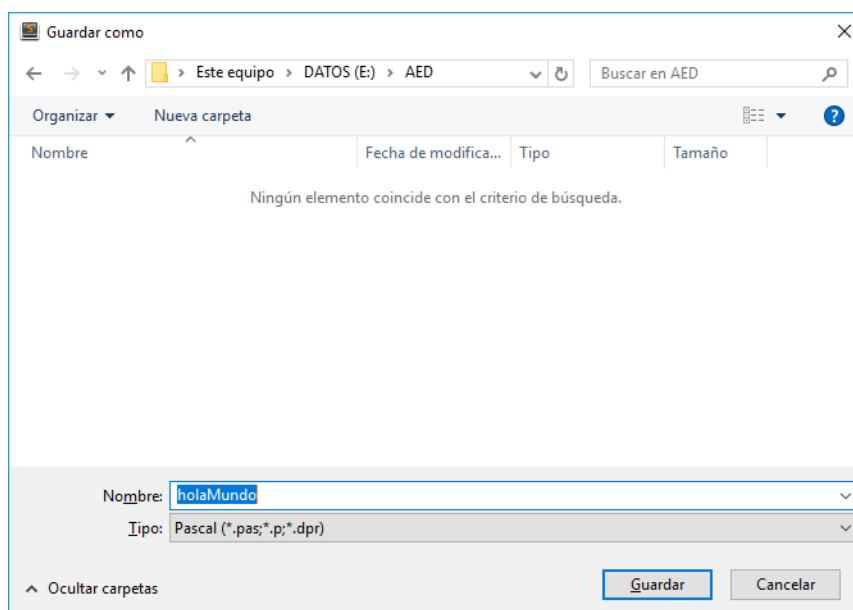 Guardar como
Este equipo > DATOS (E:) > AED Buscar en AED
Organizar Nueva carpeta
Nombre Fecha de modifica... Tipo Tamaño
Ningún elemento coincide con el criterio de búsqueda.
Nombre: holaMundo
Tipo: Pascal (*.pas;*.p;*.dpr)
Ocultar carpetas Guardar Cancelar